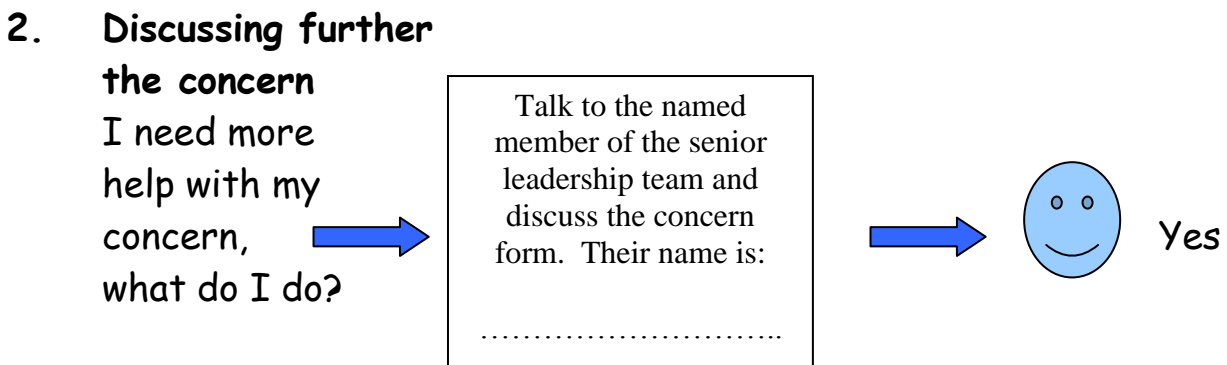 2. Discussing further
the concern
I need more
help with my
concern,
what do I do?
Talk to the named
member of the senior
leadership team and
discuss the concern
form.  Their name is:
………………………..
Yes